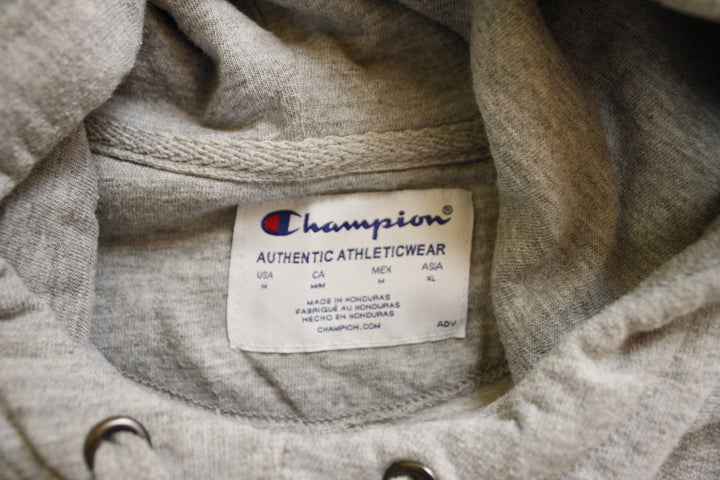 Champion®
AUTHENTIC ATHLETICWEAR
USA CA MEX ASIA
M M/M M XL
MADE IN HONDURAS
FABRIQUÉ AU HONDURAS
HECHO EN HONDURAS
CHAMPION.COM
ADV